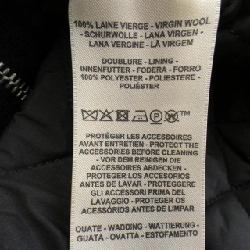 100% LAINE VIERGE - VIRGIN WOOL
- SCHURWOLLE - LANA VIRGEN -
LANA VERGINE - LÃ VIRGEM
DOUBLURE - LINING -
INNENFUTTER - FODERA - FORRO
100% POLYESTER - POLIESTERE -
POLIÉSTER
PROTÉGER LES ACCESSOIRES
AVANT ENTRETIEN - PROTECT THE
ACCESSORIES BEFORE CLEANING
- VOR DEM REINIGEN DIE
ACCESSOIRES ABDECKEN -
PROTEGER LOS ACCESORIOS
ANTES DE LAVAR - PROTEGGERE
GLI ACCESSORI PRIMA DEL
LAVAGGIO - PROTEGER OS
ACESSÓRIOS ANTES DE LIMPAR
OUATE - WADDING - WATTIERUNG -
GUATA - OVATTA - ESTOFAMENTO